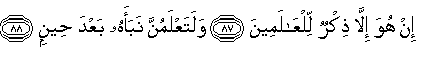 إِنْ هُوَ إِلَّا ذِكْرٌ لِّلْعَـٰلَمِينَ ﴿٨٧﴾ وَلَتَعْلَمُنَّ نَبَأَهُۥ بَعْدَ حِينٍۭ ﴿٨٨﴾